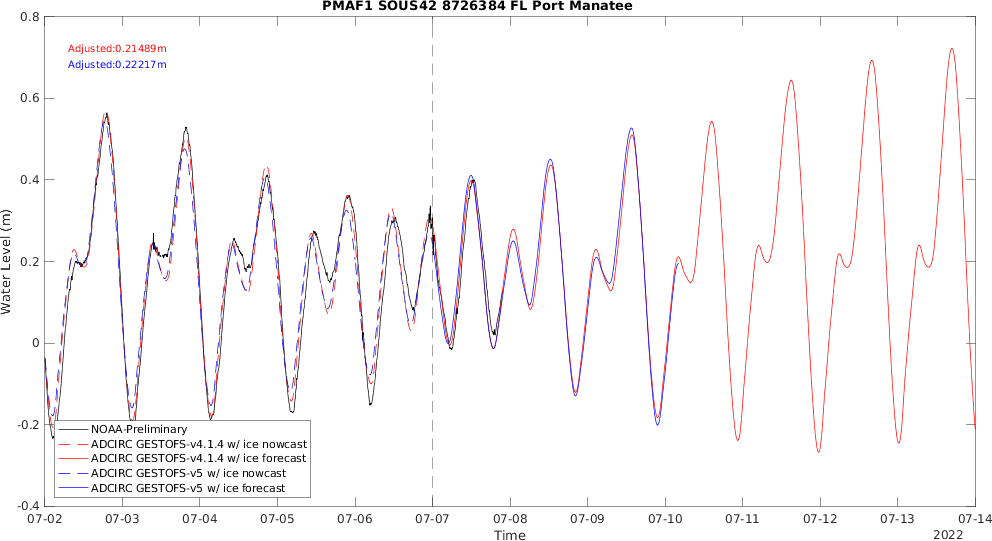 PMAF1 SOUS42 8726384 FL Port Manatee
Adjusted:0.21489m
Adjusted:0.22217m
Water Level (m)
0.8
0.6
0.4
0.2
0
-0.2
-0.4
NOAA-Preliminary
ADCIRC GESTOFS-v4.1.4 w/ ice nowcast
ADCIRC GESTOFS-v4.1.4 w/ ice forecast
ADCIRC GESTOFS-v5 w/ ice nowcast
ADCIRC GESTOFS-v5 w/ ice forecast
07-02 07-03 07-04 07-05 07-06 07-07 07-08 07-09 07-10 07-11 07-12 07-13 07-14
Time
2022